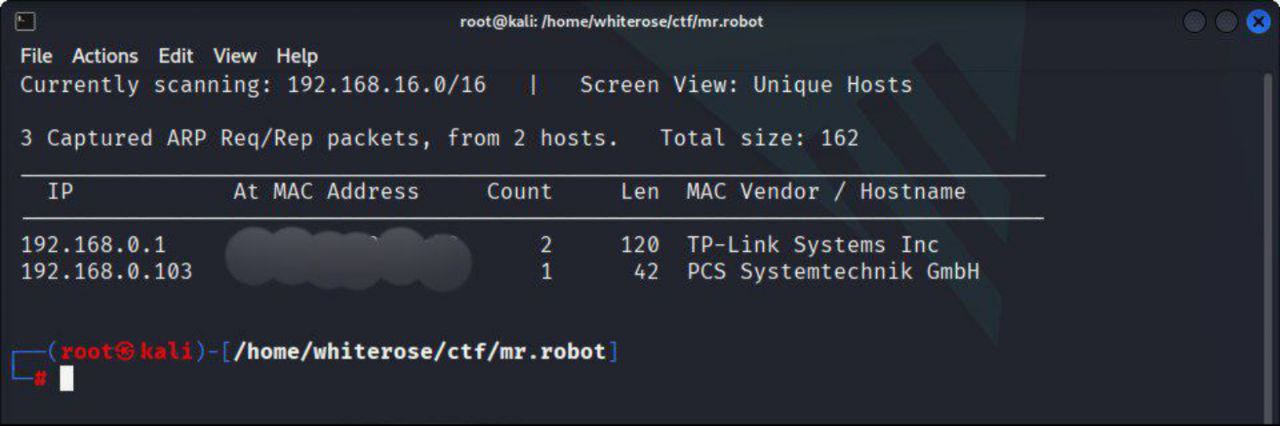 root@kali: /home/whiterose/ctf/mr.robot
File Actions Edit View Help
Currently scanning: 192.168.16.0/16 | Screen View: Unique Hosts
3 Captured ARP Req/Rep packets, from 2 hosts. Total size: 162
IP At MAC Address Count Len MAC Vendor / Hostname
192.168.0.1 2 120 TP-Link Systems Inc
192.168.0.103 1 42 PCS Systemtechnik GmbH
┌──(root㉿kali)-[/home/whiterose/ctf/mr.robot]
└─#